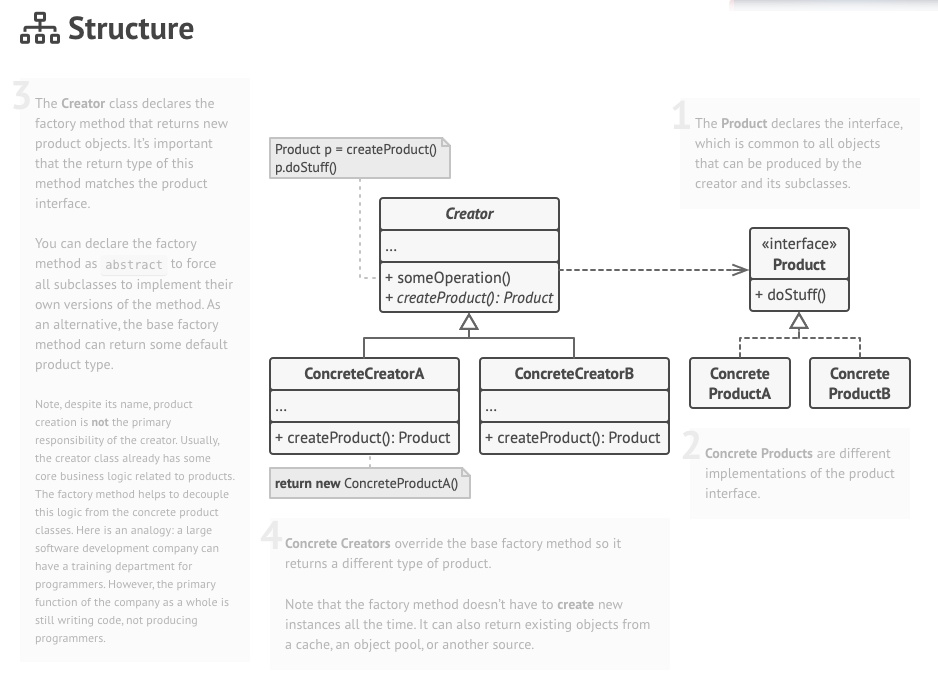 Structure
3
The Creator class declares the
factory method that returns new
product objects. It's important
that the return type of this
method matches the product
interface.
You can declare the factory
method as abstract to force
all subclasses to implement their
own versions of the method. As
an alternative, the base factory
method can return some default
product type.
Note, despite its name, product
creation is not the primary
responsibility of the creator. Usually,
the creator class already has some
core business logic related to products.
The factory method helps to decouple
this logic from the concrete product
classes. Here is an analogy: a large
software development company can
have a training department for
programmers. However, the primary
function of the company as a whole is
still writing code, not producing
programmers.
Product p = createProduct()
p.doStuff()
Creator
...
+ someOperation()
+ createProduct(): Product
ConcreteCreatorA
...
+ createProduct(): Product
ConcreteCreatorB
...
+ createProduct(): Product
return new ConcreteProductA()
1
The Product declares the interface,
which is common to all objects
that can be produced by the
creator and its subclasses.
«interface»
Product
+ doStuff()
Concrete
ProductA
Concrete
ProductB
2
Concrete Products are different
implementations of the product
interface.
4
Concrete Creators override the base factory method so it
returns a different type of product.
Note that the factory method doesn't have to create new
instances all the time. It can also return existing objects from
a cache, an object pool, or another source.